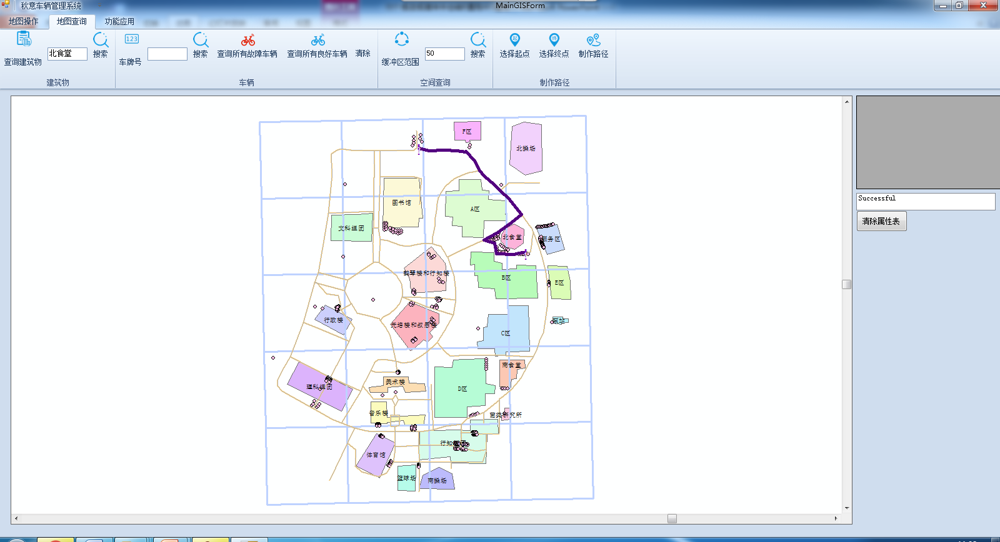 秋意车辆管理系统
MainGISForm
地图操作
地图查询
功能应用
查询建筑物
北食堂
搜索
建筑物
123
车牌号
搜索
查询所有故障车辆
查询所有良好车辆
清除
车辆
缓冲区范围
50
搜索
空间查询
起
选择起点
终
选择终点
制作路径
制作路径
Successful
清除属性表
F区
北操场
图书馆
A区
文科组团
北食堂
服务区
鹤琴楼和行知楼
B区
E区
行政楼
元培楼和叔愚楼
C区
南食堂
理科组团
美术楼
D区
音乐楼
菌类研究所
行知
体育馆
篮球场
南操场